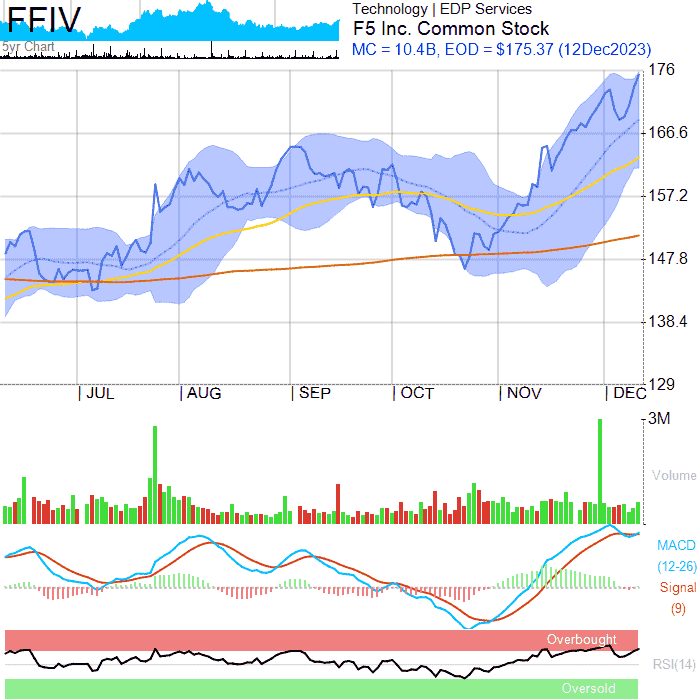 FFIV
5yr Chart
Technology | EDP Services
F5 Inc. Common Stock
MC = 10.4B, EOD = $175.37 (12Dec2023)
176
166.6
157.2
147.8
138.4
129
JUL
AUG
SEP
OCT
NOV
DEC
3M
Volume
MACD
(12-26)
Signal
(9)
Overbought
RSI(14)
Oversold